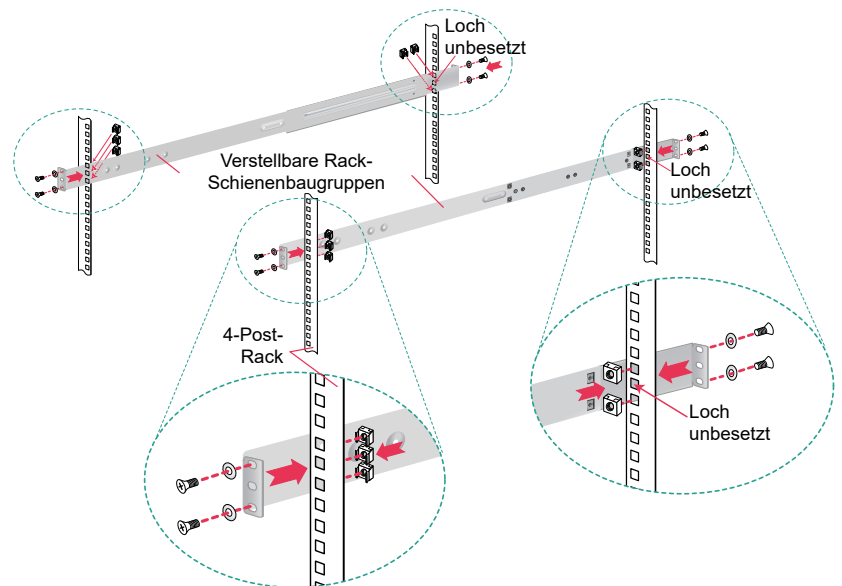 Loch
unbesetzt
Verstellbare Rack-
Schienenbaugruppen
Loch
unbesetzt
4-Post-
Rack
Loch
unbesetzt